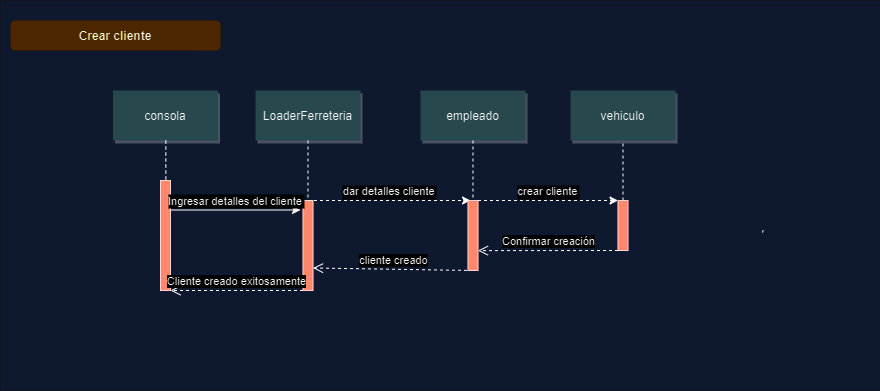 Crear cliente
consola
LoaderFerreteria
empleado
vehiculo
dar detalles cliente
crear cliente
Ingresar detalles del cliente
Confirmar creación
cliente creado
Cliente creado exitosamente